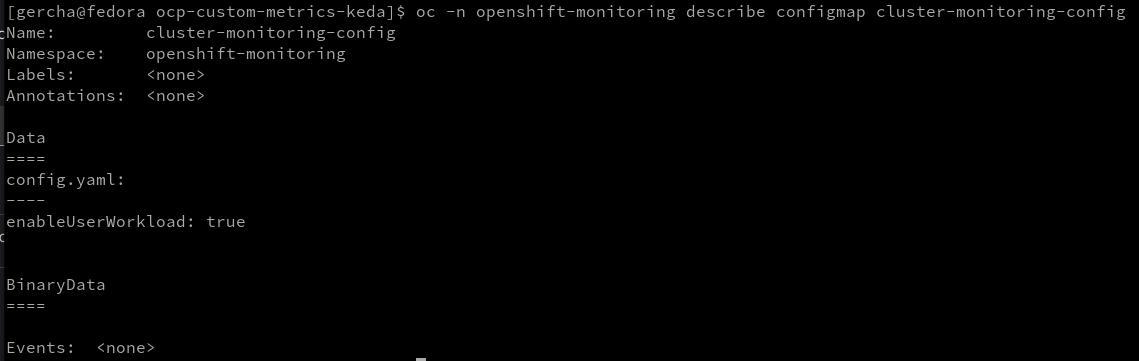 [gercha@fedora ocp-custom-metrics-keda]$ oc -n openshift-monitoring describe configmap cluster-monitoring-config
Name:         cluster-monitoring-config
Namespace:    openshift-monitoring
Labels:       <none>
Annotations:  <none>

Data
====
config.yaml:
----
enableUserWorkload: true

BinaryData
====

Events:  <none>